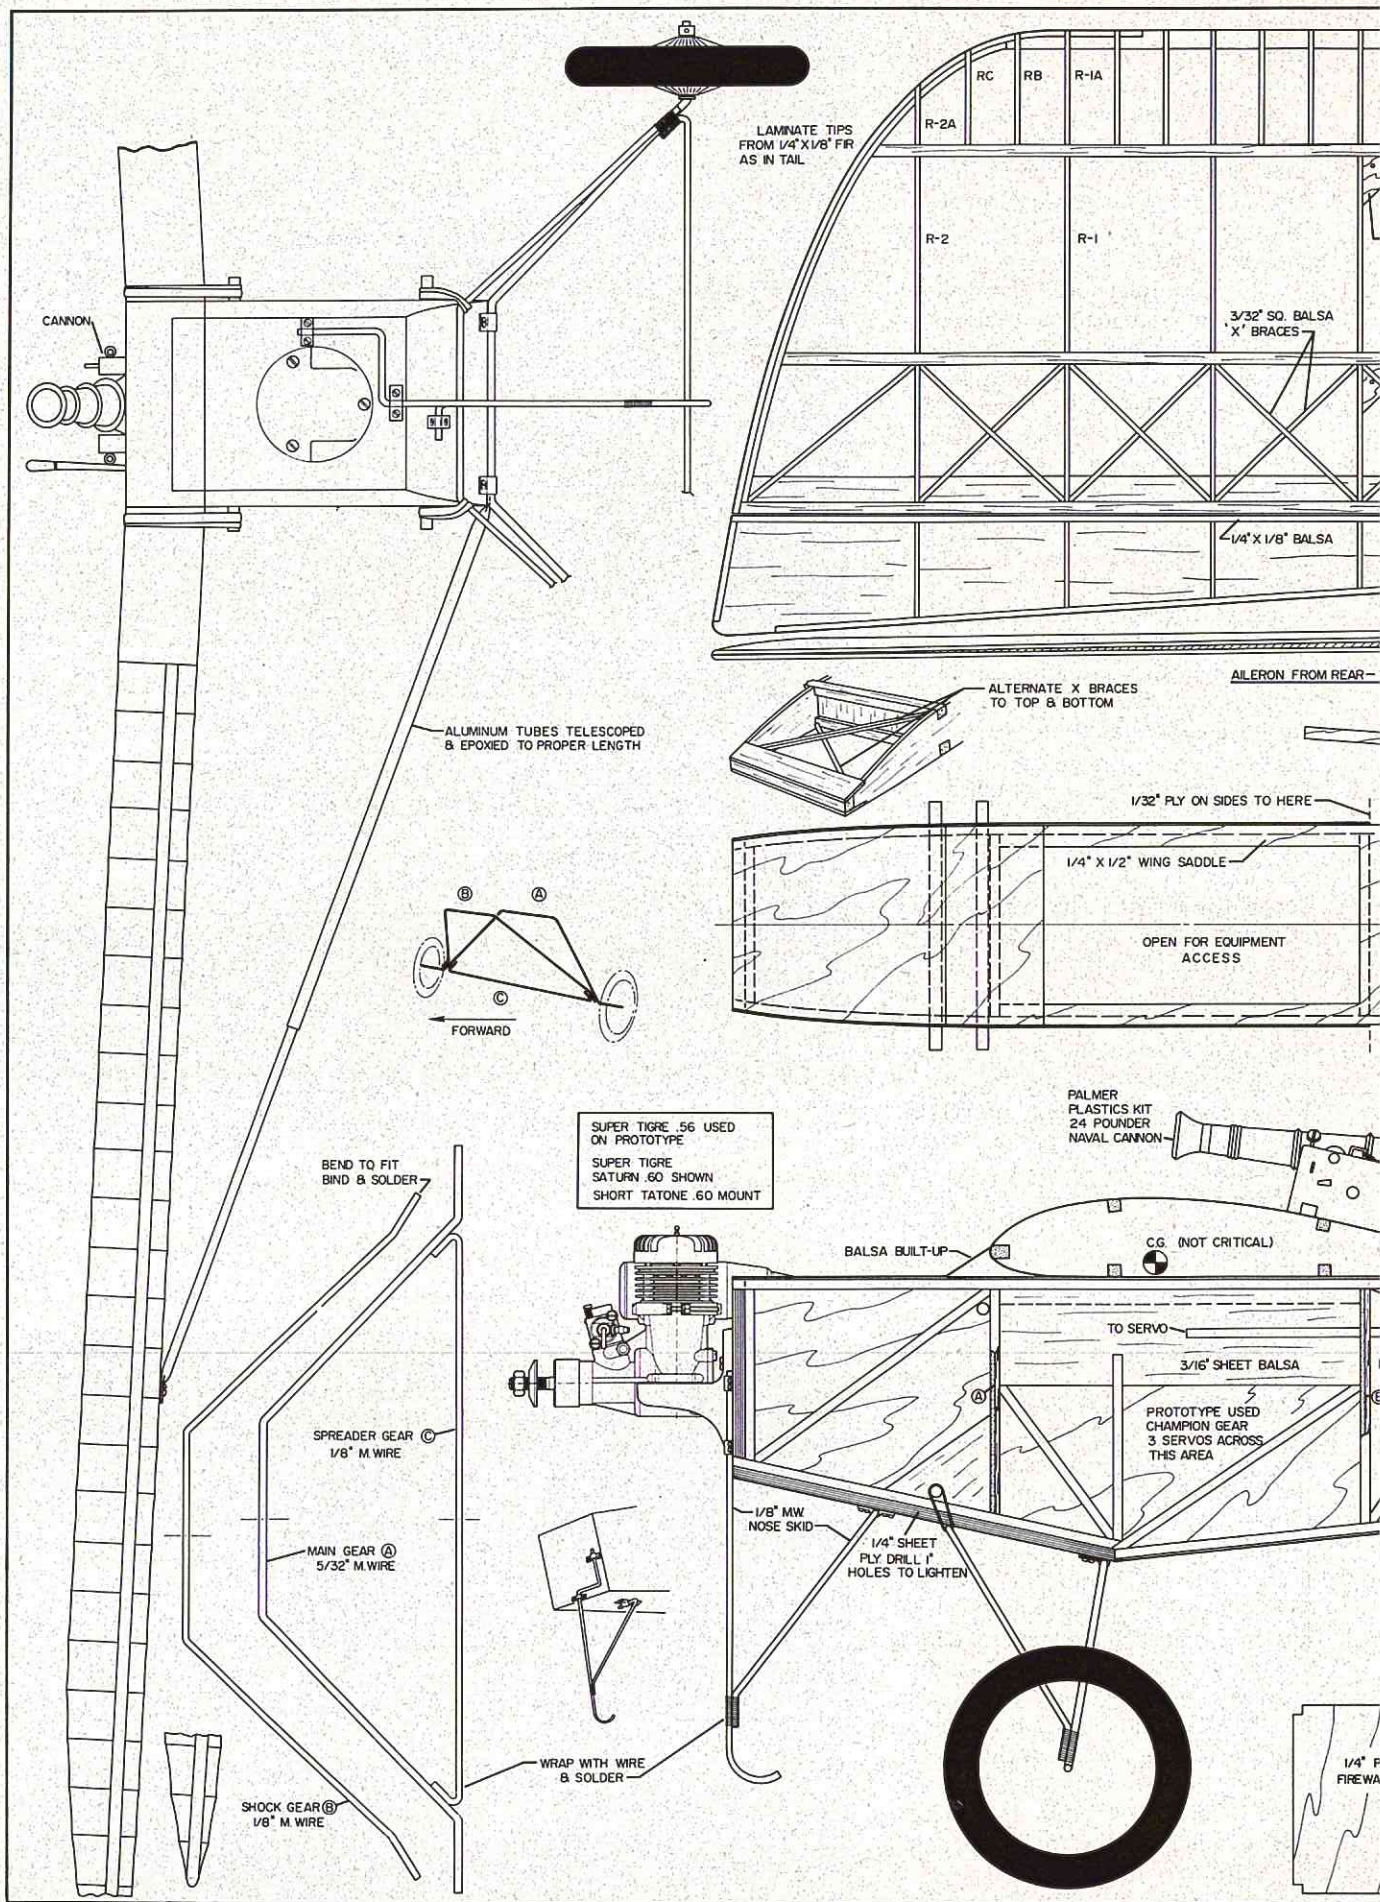 RC
RB
R-1A
R-2A
LAMINATE TIPS
FROM 1/4" X 1/8" FIR
AS IN TAIL
R-2
R-1
CANNON
3/32" SQ. BALSA
'X' BRACES
1/4" X 1/8" BALSA
AILERON FROM REAR-
ALTERNATE X BRACES
TO TOP & BOTTOM
ALUMINUM TUBES TELESCOPED
& EPOXIED TO PROPER LENGTH
1/32" PLY ON SIDES TO HERE
1/4" X 1/2" WING SADDLE
B
A
OPEN FOR EQUIPMENT
ACCESS
C
FORWARD
PALMER
PLASTICS KIT
24 POUNDER
NAVAL CANNON
SUPER TIGRE .56 USED
ON PROTOTYPE
SUPER TIGRE
SATURN .60 SHOWN
SHORT TATONE .60 MOUNT
BEND TO FIT
BIND & SOLDER
BALSA BUILT-UP
C.G. (NOT CRITICAL)
TO SERVO
3/16" SHEET BALSA
A
PROTOTYPE USED
CHAMPION GEAR
3 SERVOS ACROSS
THIS AREA
SPREADER GEAR C
1/8" M. WIRE
1/8" M.W.
NOSE SKID
1/4" SHEET
PLY DRILL 1"
HOLES TO LIGHTEN
MAIN GEAR A
5/32" M. WIRE
WRAP WITH WIRE
& SOLDER
SHOCK GEAR B
1/8" M. WIRE
1/4" P
FIREWA